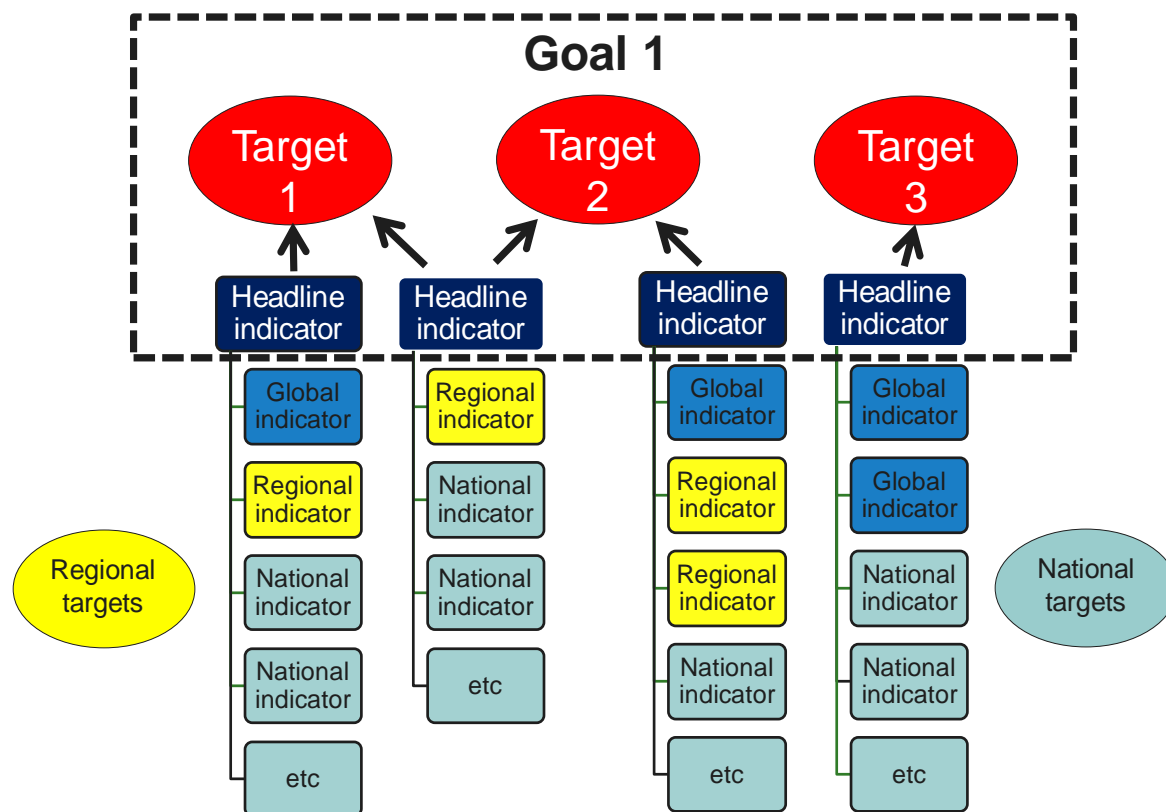 Goal 1
Target
1
Target
2
Target
3
Headline
indicator
Headline
indicator
Headline
indicator
Headline
indicator
Global
indicator
Regional
indicator
National
indicator
National
indicator
etc
Regional
indicator
National
indicator
National
indicator
etc
Global
indicator
Regional
indicator
Regional
indicator
National
indicator
etc
Global
indicator
Global
indicator
National
indicator
National
indicator
etc
Regional
targets
National
targets